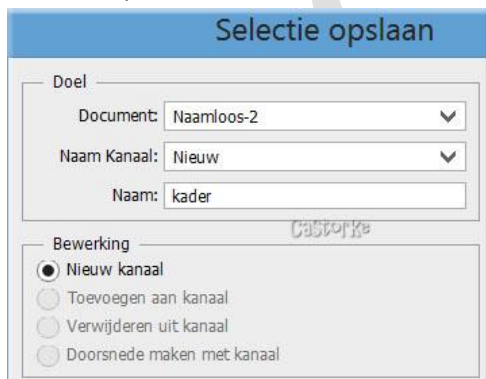 Selectie opslaan
Doel
Document: Naamloos-2
Naam Kanaal: Nieuw
Naam: kader
Castorke
Bewerking
Nieuw kanaal
Toevoegen aan kanaal
Verwijderen uit kanaal
Doorsnede maken met kanaal